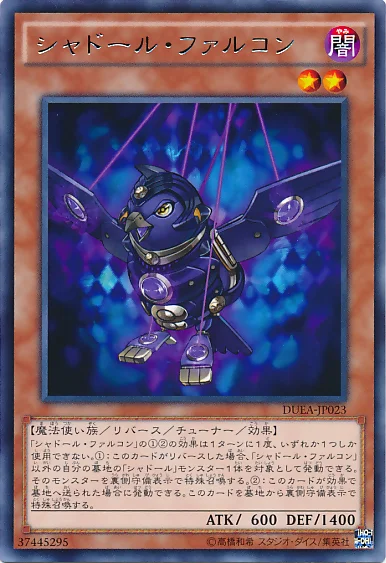 シャドール・ファルコン
闇
DUEA-JP023
【魔法使い族／リバース／チューナー／効果】
「シャドール・ファルコン」の①②の効果は1ターンに1度、いずれか1つしか
使用できない。①：このカードがリバースした場合、「シャドール・ファルコン」
以外の自分の墓地の「シャドール」モンスター1体を対象として発動できる。
そのモンスターを裏側守備表示で特殊召喚する。②：このカードが効果で
墓地へ送られた場合に発動できる。このカードを墓地から裏側守備表示で
特殊召喚する。
ATK/ 600 DEF/1400
37445295
©高橋和希 スタジオ・ダイス/集英社